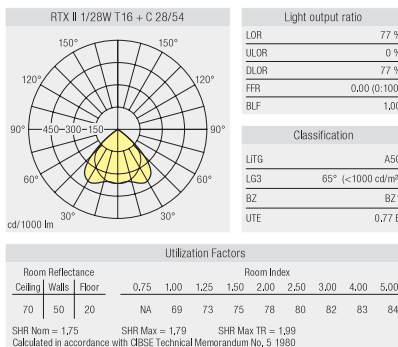 RTX II 1/28W T16 + C 28/54
150° 150°
120° 120°
90° 450 300 150 90°
60° 60°
30° 30°
cd/1000 lm
Light output ratio
LOR 77 %
ULOR 0 %
DLOR 77 %
FFR 0.00 (0:100
BLF 1.00
Classification
LiTG A50
LG3 65° (<1000 cd/m²
BZ BZ
UTE 0.77
Utilization Factors
Room Reflectance Room Index
Ceiling Walls Floor 0.75 1.00 1.25 1.50 2.00 2.50 3.00 4.00 5.00
70 50 20 NA 69 73 75 78 80 82 83 84
SHR Nom = 1.75 SHR Max = 1.79 SHR Max TR = 1.99
Calculated in accordance with CIBSE Technical Memorandum No. 5 1980